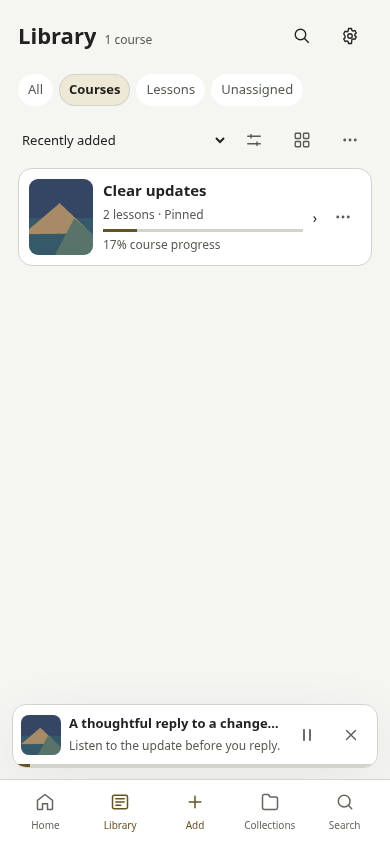 Library 1 course
All Courses Lessons Unassigned
Recently added
Clear updates
2 lessons · Pinned
17% course progress
A thoughtful reply to a change...
Listen to the update before you reply.
Home Library Add Collections Search